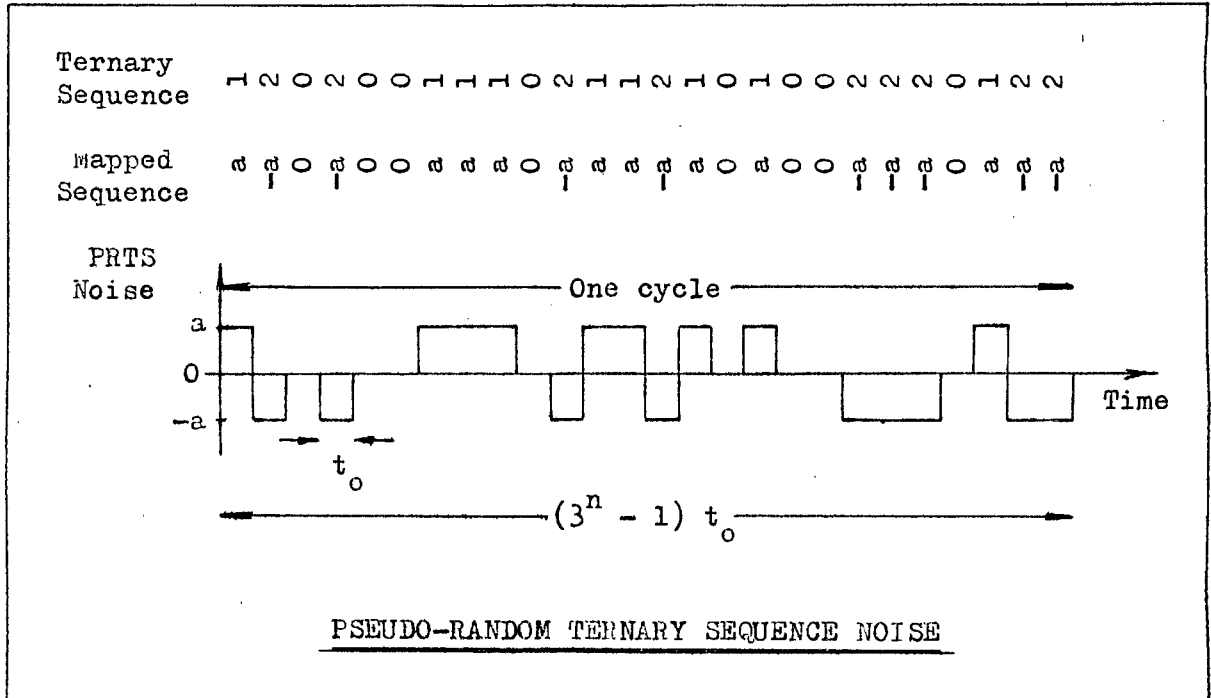 Ternary
Sequence
1 2 0 2 0 0 1 1 1 0 2 1 1 2 1 0 1 0 0 2 2 2 0 1 2 2
Mapped
Sequence
a -a 0 -a 0 0 a a a 0 -a a a -a a 0 a 0 0 -a -a -a 0 a -a -a
PRTS
Noise
One cycle
a
0
-a
Time
t_o
(3^n - 1) t_o
PSEUDO-RANDOM TERNARY SEQUENCE NOISE